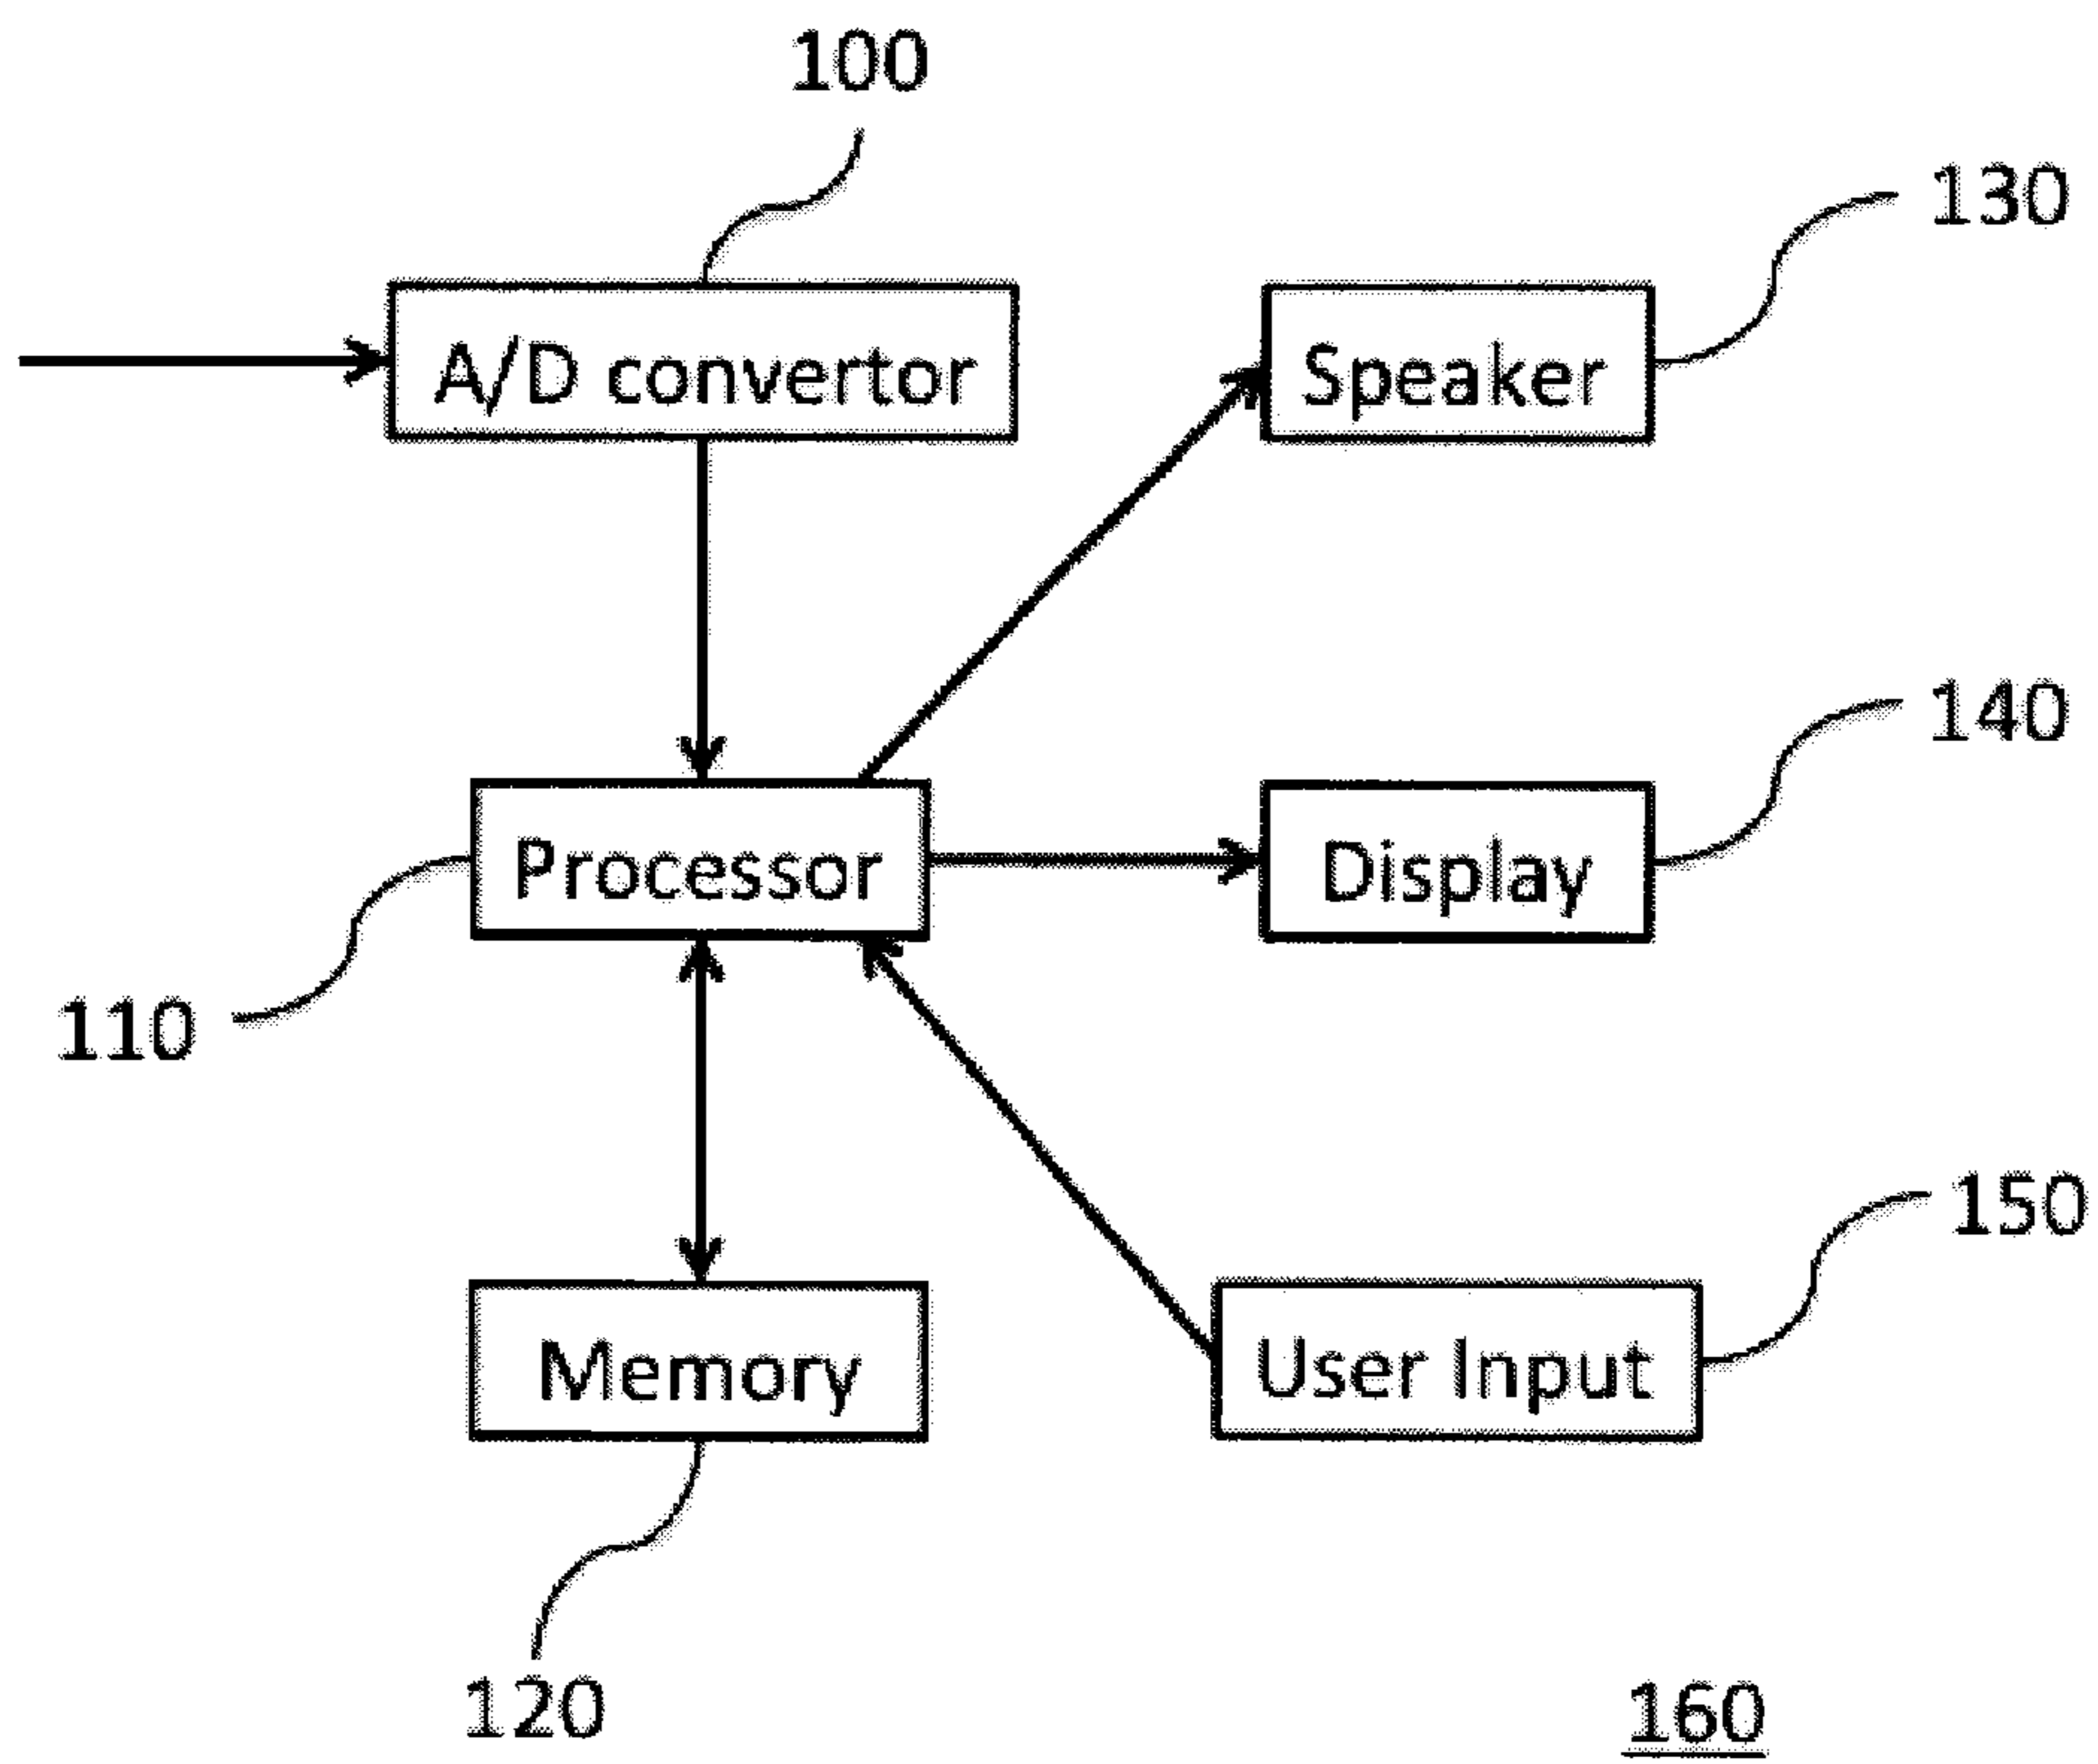 100
130
A/D convertor
Speaker
140
Processor
Display
110
150
Memory
User Input
120
160